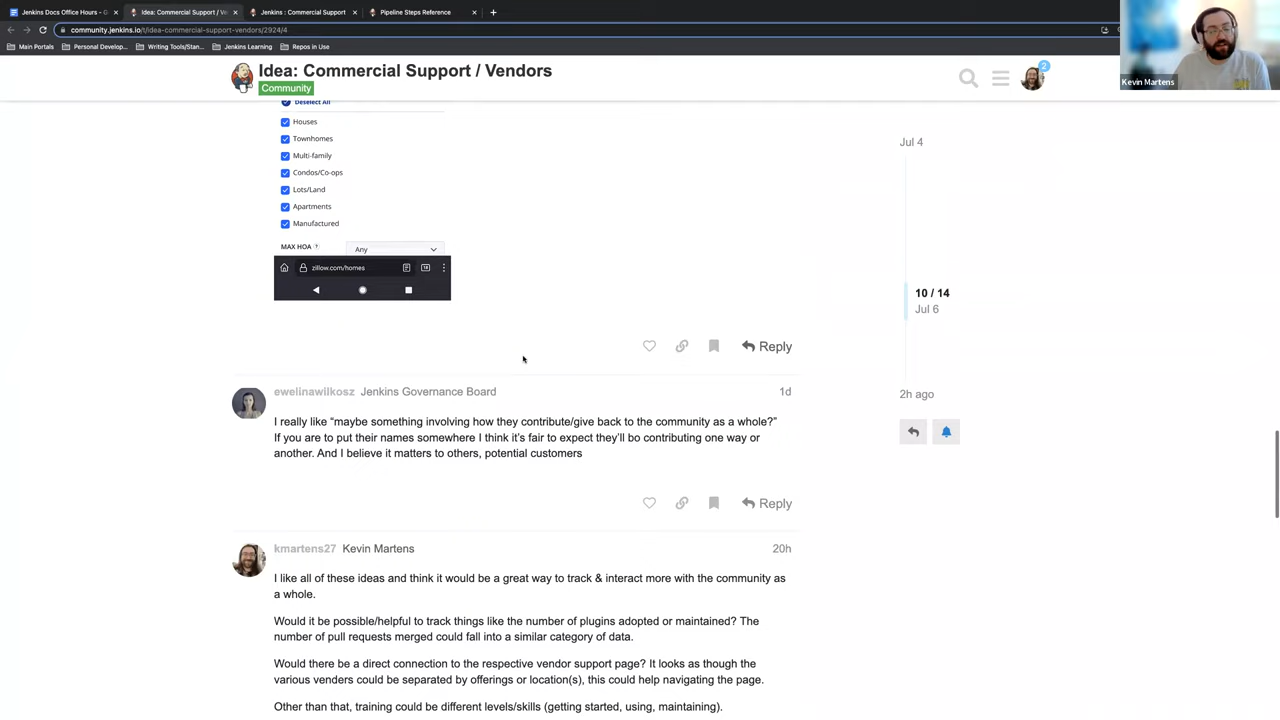 Jenkins Docs Office Hours - G
Idea: Commercial Support / Ve
Jenkins : Commercial Support
Pipeline Steps Reference
community.jenkins.io/t/idea-commercial-support-vendors/2924/4
Main Portals
Personal Develop...
Writing Tools/Stan...
Jenkins Learning
Repos in Use
Kevin Martens
Idea: Commercial Support / Vendors
Community
2
Deselect All
Houses
Townhomes
Multi-family
Condos/Co-ops
Lots/Land
Apartments
Manufactured
MAX HOA ?
Any
zillow.com/homes
Reply
Jul 4
10 / 14
Jul 6
2h ago
ewelinawilkosz Jenkins Governance Board 1d
I really like “maybe something involving how they contribute/give back to the community as a whole?”
If you are to put their names somewhere I think it’s fair to expect they’ll bo contributing one way or
another. And I believe it matters to others, potential customers
Reply
kmartens27 Kevin Martens 20h
I like all of these ideas and think it would be a great way to track & interact more with the community as
a whole.
Would it be possible/helpful to track things like the number of plugins adopted or maintained? The
number of pull requests merged could fall into a similar category of data.
Would there be a direct connection to the respective vendor support page? It looks as though the
various venders could be separated by offerings or location(s), this could help navigating the page.
Other than that, training could be different levels/skills (getting started, using, maintaining).